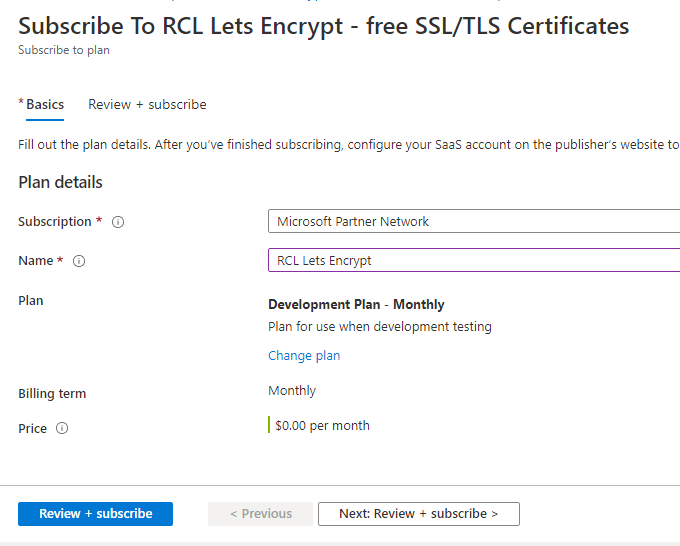 Subscribe To RCL Lets Encrypt - free SSL/TLS Certificates
Subscribe to plan
* Basics Review + subscribe
Fill out the plan details. After you've finished subscribing, configure your SaaS account on the publisher's website to
Plan details
Subscription * Microsoft Partner Network
Name * RCL Lets Encrypt
Plan Development Plan - Monthly
Plan for use when development testing
Change plan
Billing term Monthly
Price $0.00 per month
Review + subscribe < Previous Next: Review + subscribe >